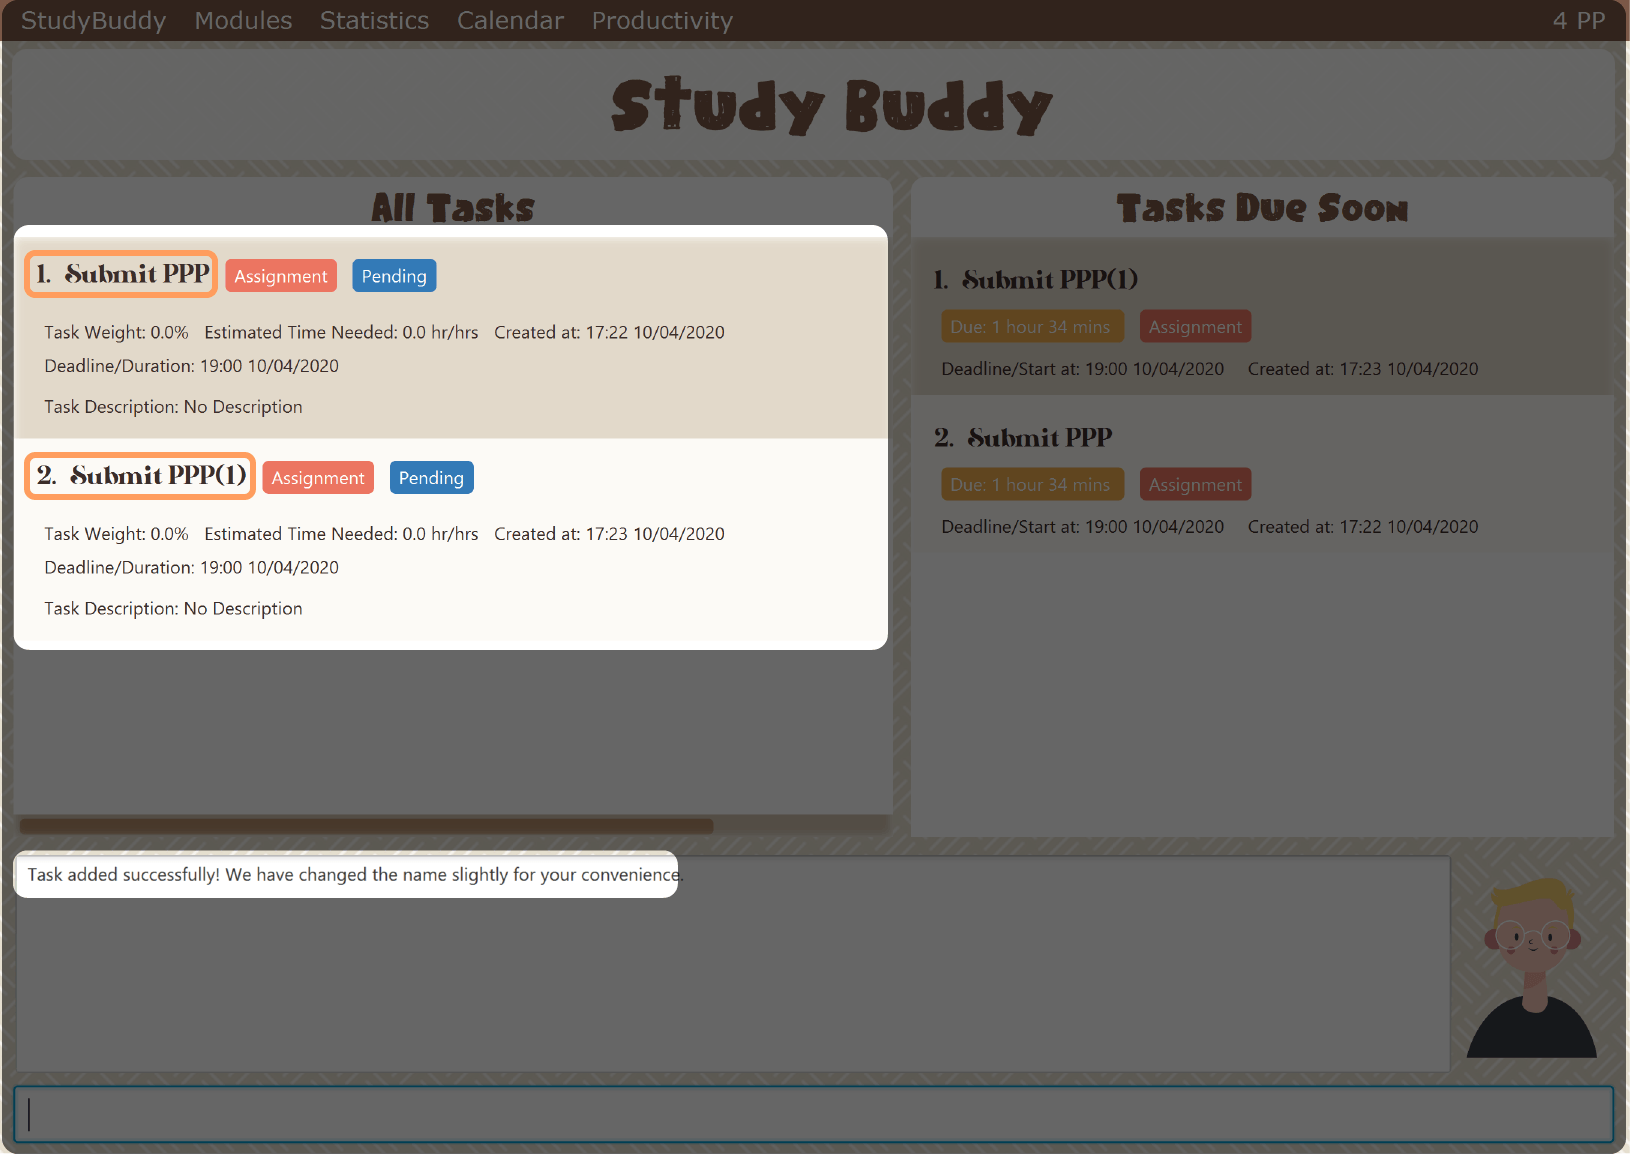 StudyBuddy Modules Statistics Calendar Productivity 4 PP
Study Buddy
All Tasks
1. Submit PPP Assignment Pending
Task Weight: 0.0% Estimated Time Needed: 0.0 hr/hrs Created at: 17:22 10/04/2020
Deadline/Duration: 19:00 10/04/2020
Task Description: No Description
2. Submit PPP(1) Assignment Pending
Task Weight: 0.0% Estimated Time Needed: 0.0 hr/hrs Created at: 17:23 10/04/2020
Deadline/Duration: 19:00 10/04/2020
Task Description: No Description
Tasks Due Soon
1. Submit PPP(1)
Due: 1 hour 34 mins Assignment
Deadline/Start at: 19:00 10/04/2020 Created at: 17:23 10/04/2020
2. Submit PPP
Due: 1 hour 34 mins Assignment
Deadline/Start at: 19:00 10/04/2020 Created at: 17:22 10/04/2020
Task added successfully! We have changed the name slightly for your convenience.